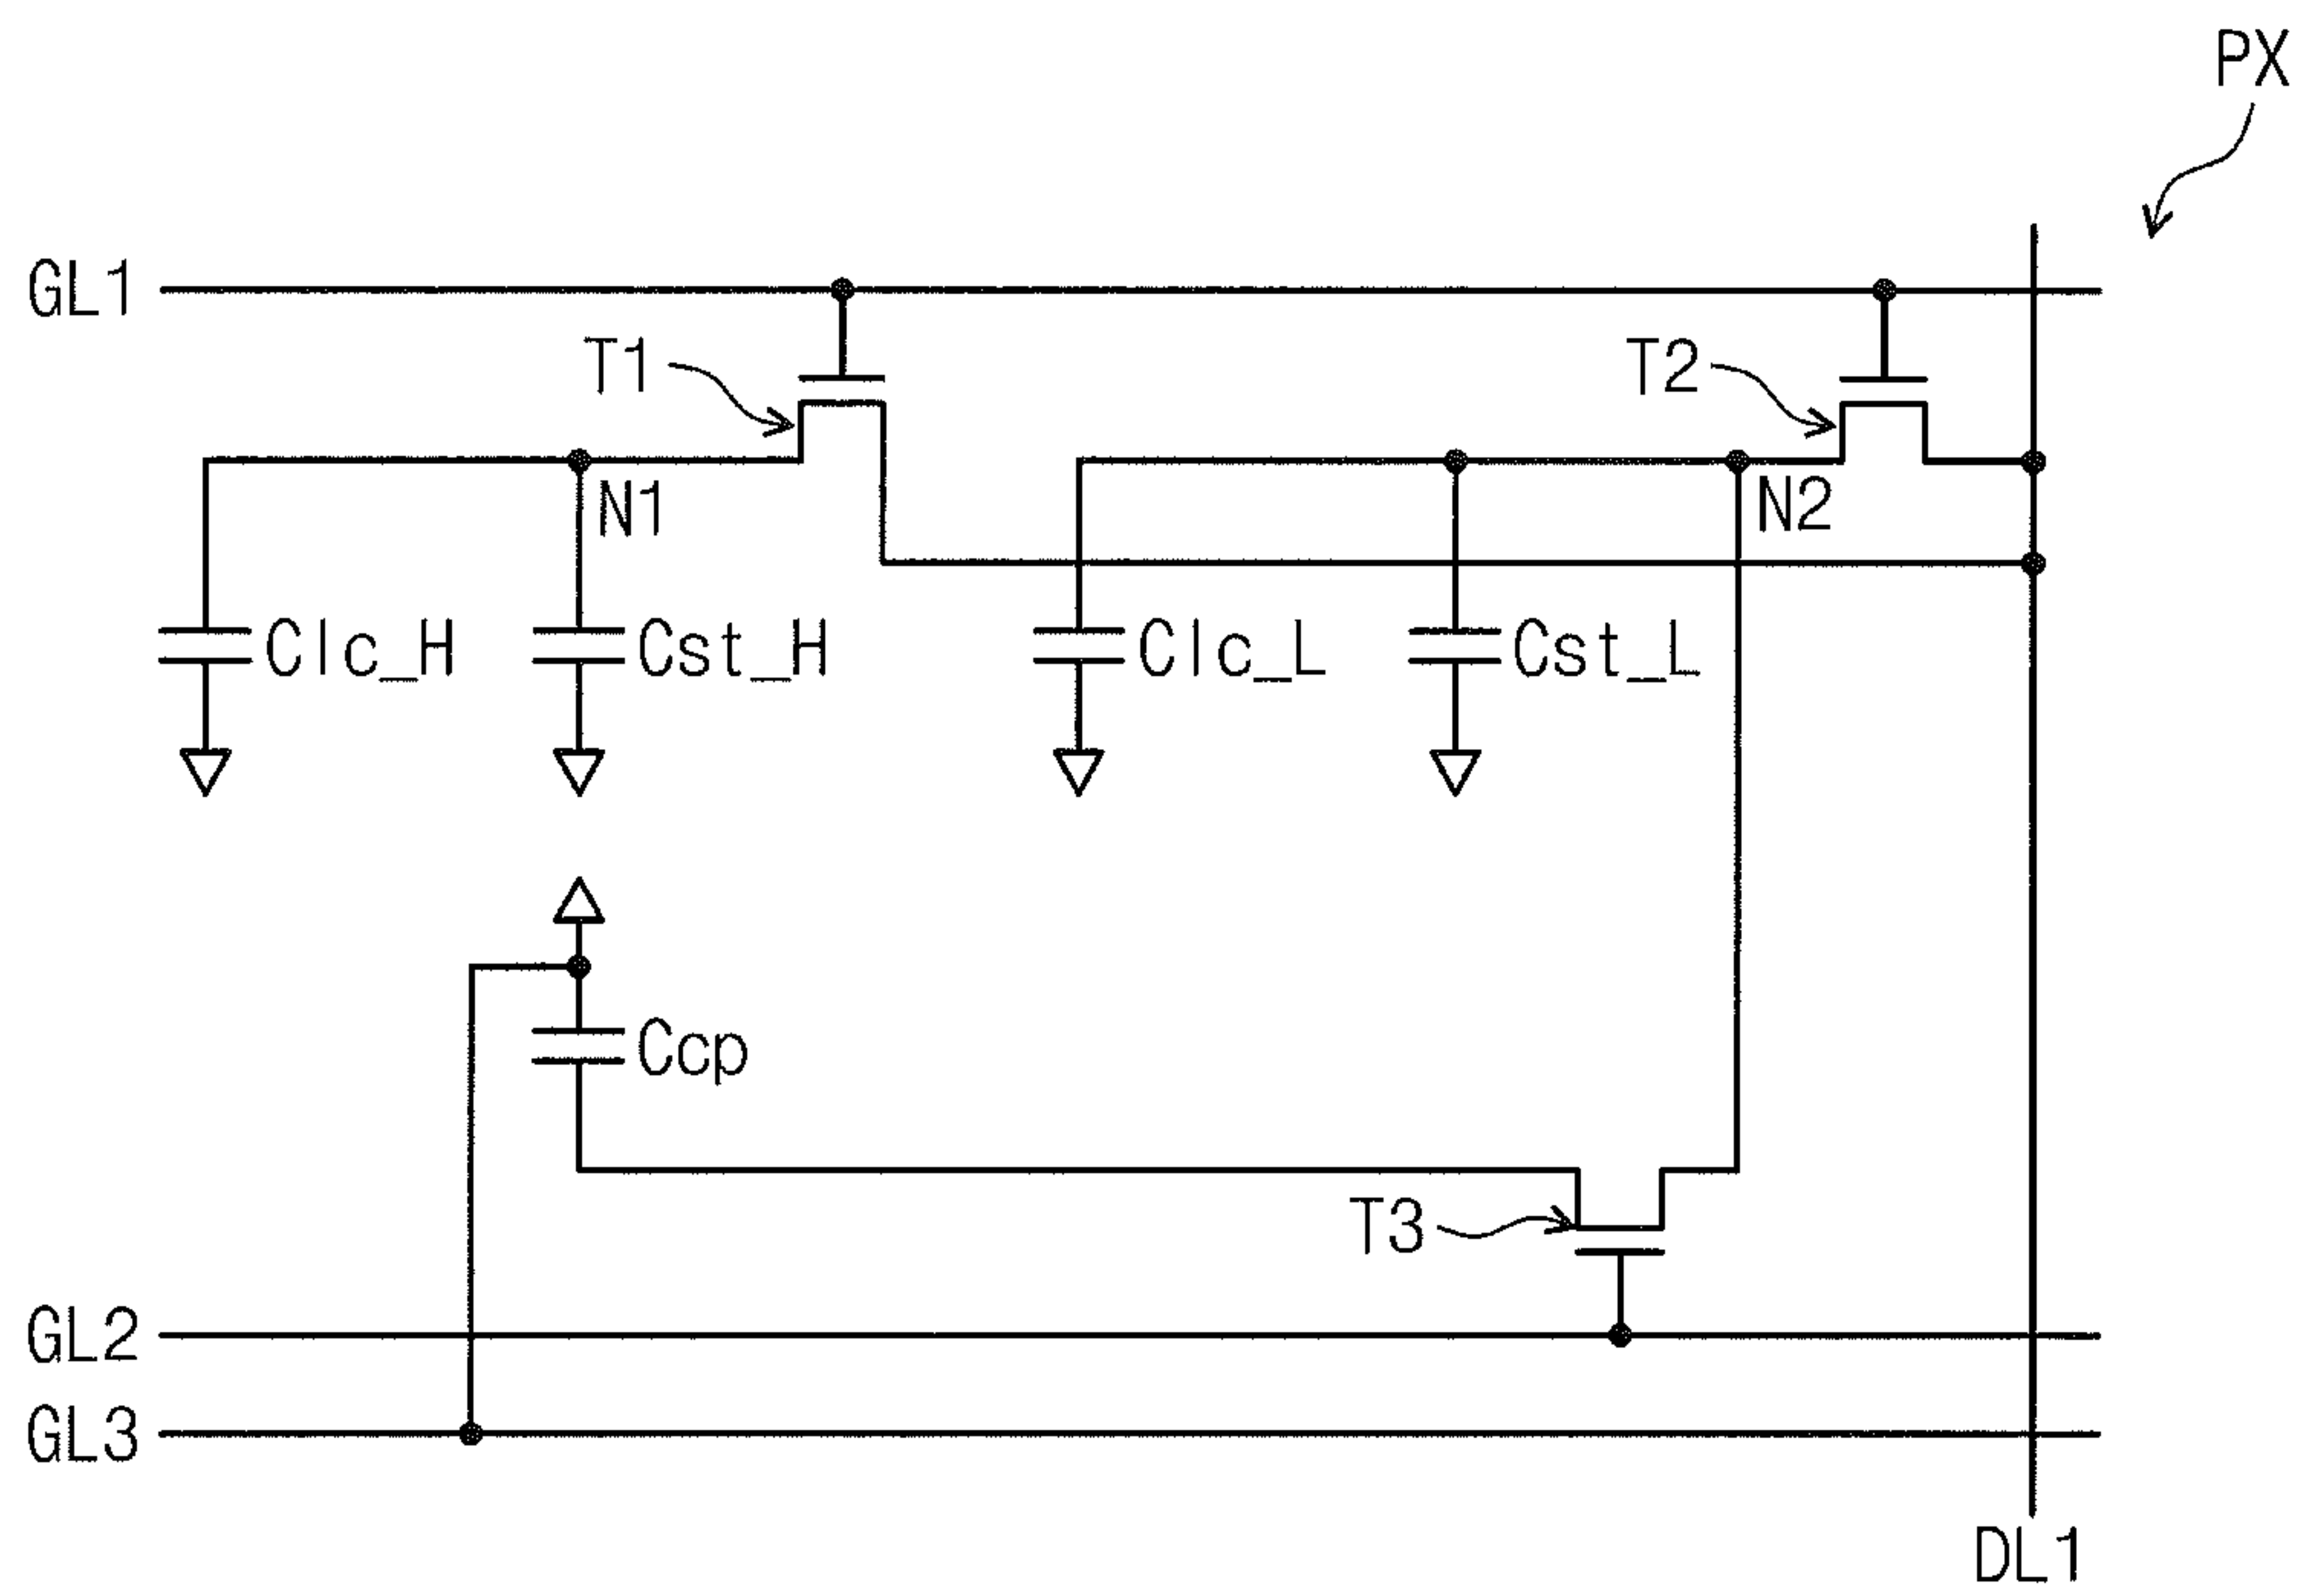 PX
GL1
T1
T2
N1
N2
Clc_H
Cst_H
Clc_L
Cst_L
Ccp
T3
GL2
GL3
DL1